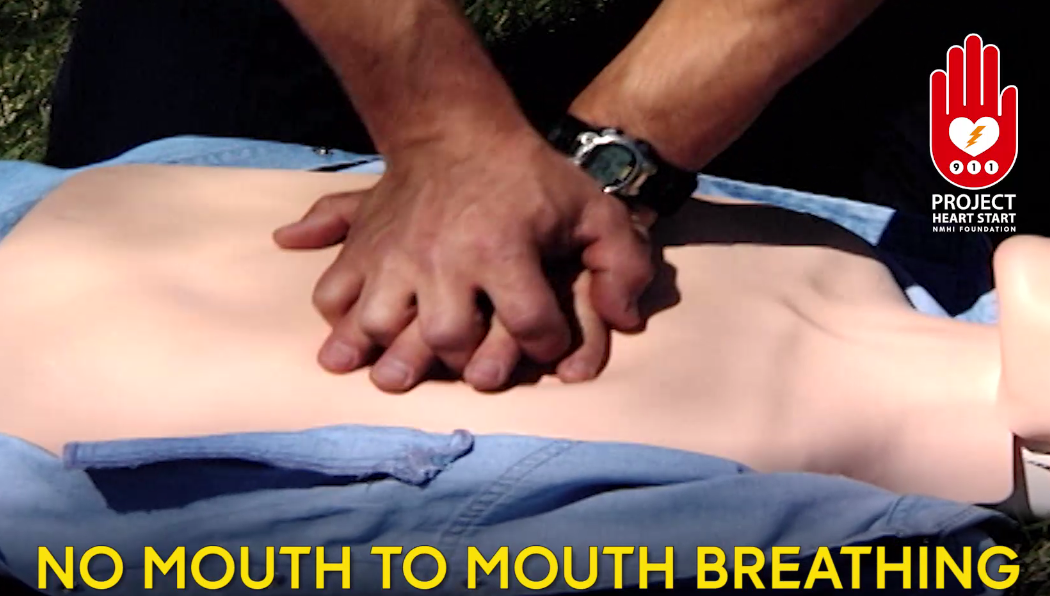 911
PROJECT
HEART START
NMHI FOUNDATION
NO MOUTH TO MOUTH BREATHING